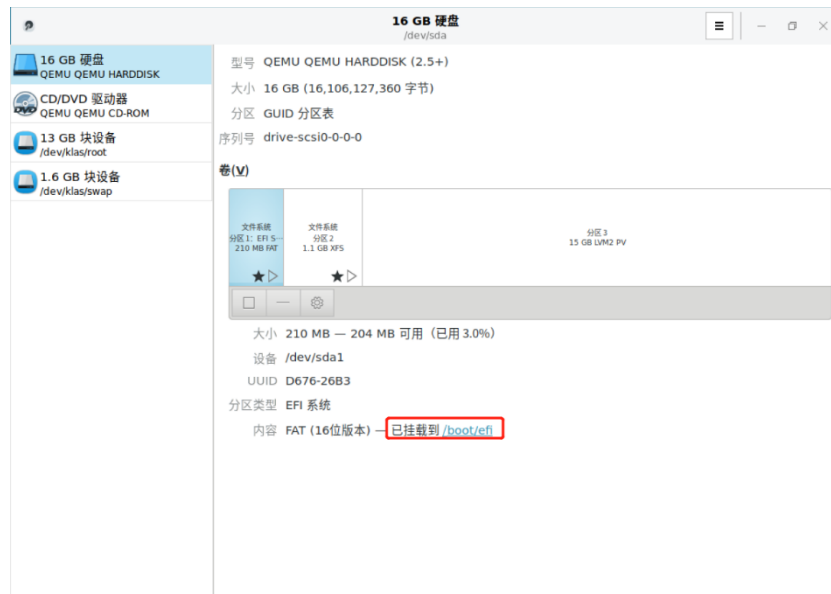 16 GB 硬盘
/dev/sda
16 GB 硬盘
QEMU QEMU HARDDISK
CD/DVD 驱动器
QEMU QEMU CD-ROM
13 GB 块设备
/dev/klas/root
1.6 GB 块设备
/dev/klas/swap
型号 QEMU QEMU HARDDISK (2.5+)
大小 16 GB (16,106,127,360 字节)
分区 GUID 分区表
序列号 drive-scsi0-0-0-0
卷(V)
文件系统
分区 1: EFI S…
210 MB FAT
文件系统
分区 2
1.1 GB XFS
分区 3
15 GB LVM2 PV
大小 210 MB — 204 MB 可用（已用 3.0%）
设备 /dev/sda1
UUID D676-26B3
分区类型 EFI 系统
内容 FAT (16位版本) — 已挂载到 /boot/efi